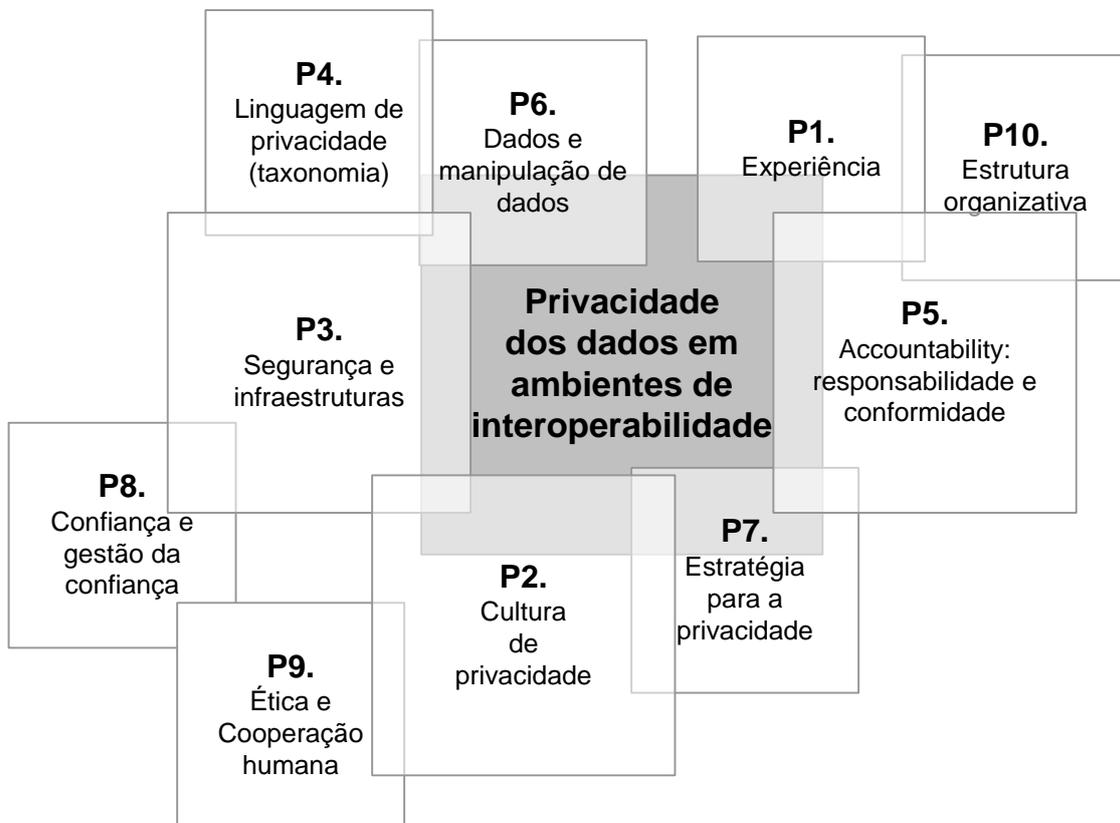 P4.
Linguagem de
privacidade
(taxonomia)
P6.
Dados e
manipulação de
dados
P1.
Experiência
P10.
Estrutura
organizativa
P3.
Segurança e
infraestruturas
Privacidade
dos dados em
ambientes de
interoperabilidade
P5.
Accountability:
responsabilidade e
conformidade
P8.
Confiança e
gestão da
confiança
P2.
Cultura
de
privacidade
P7.
Estratégia
para a
privacidade
P9.
Ética e
Cooperação
humana